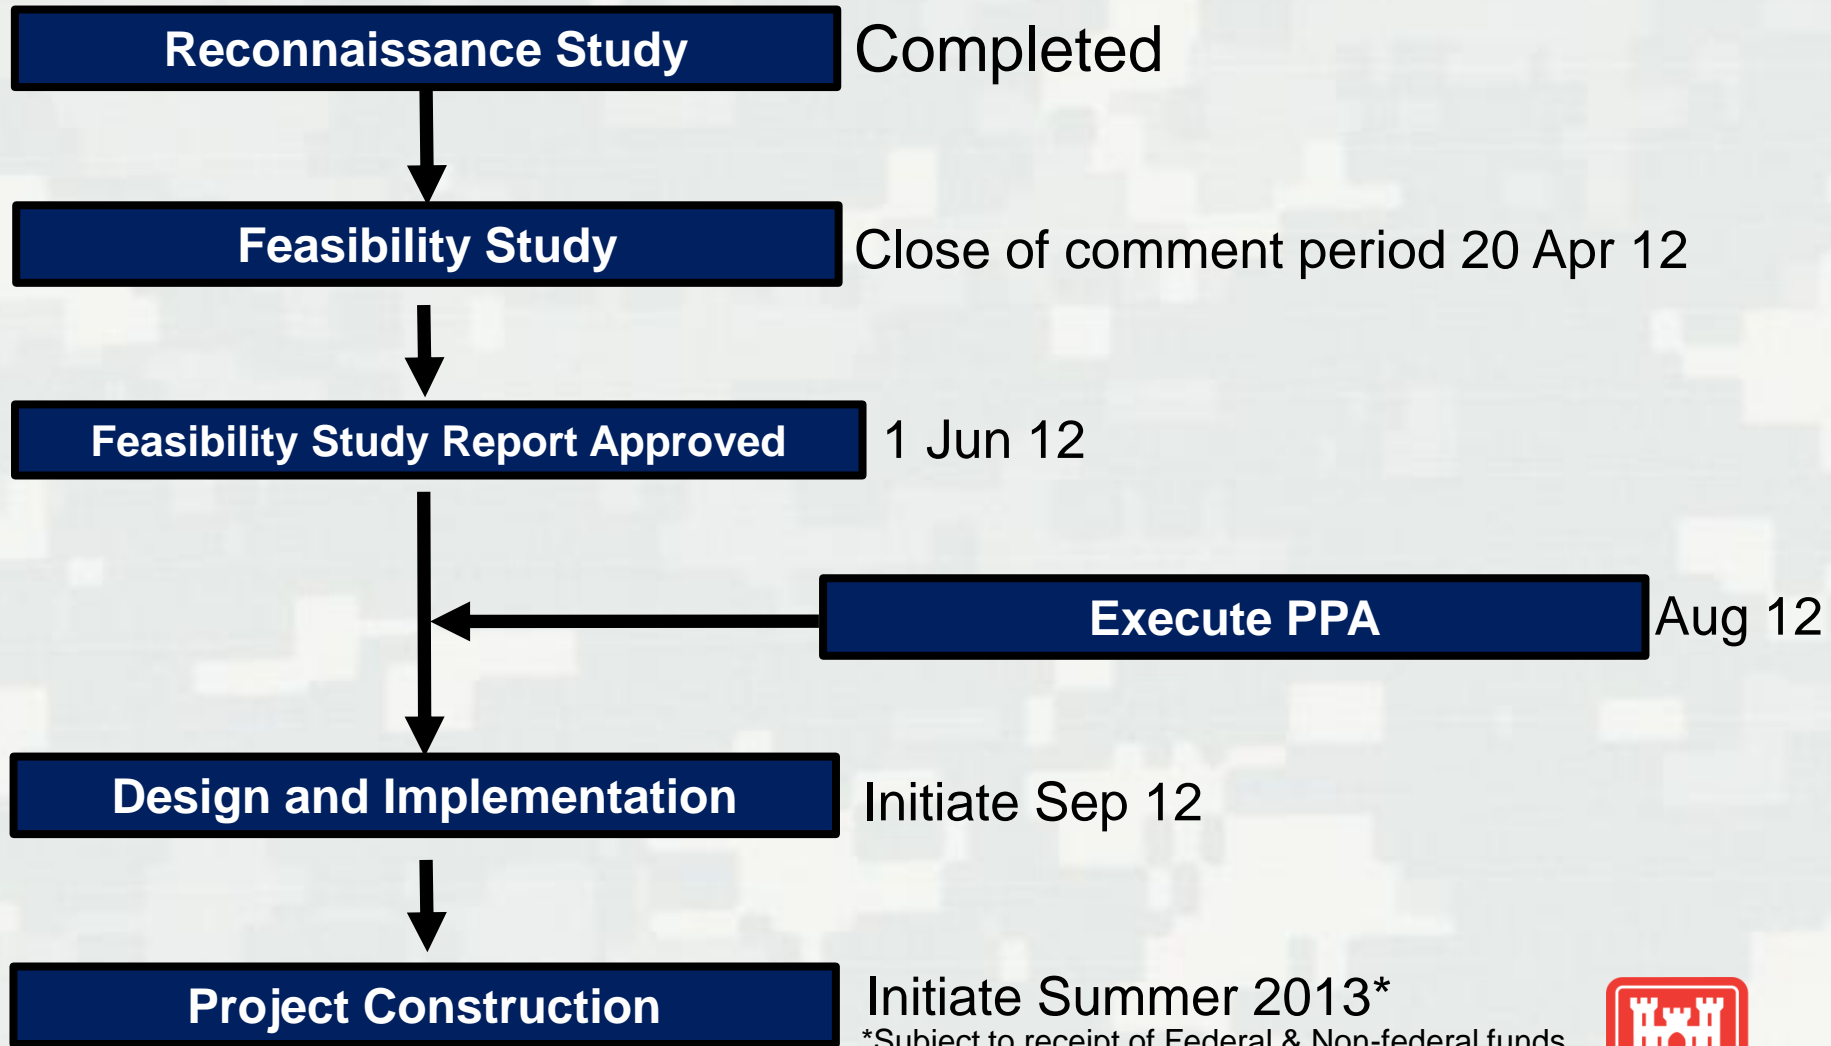 Reconnaissance Study Completed
Feasibility Study Close of comment period 20 Apr 12
Feasibility Study Report Approved 1 Jun 12
Execute PPA Aug 12
Design and Implementation Initiate Sep 12
Project Construction Initiate Summer 2013*
*Subject to receipt of Federal & Non-federal funds